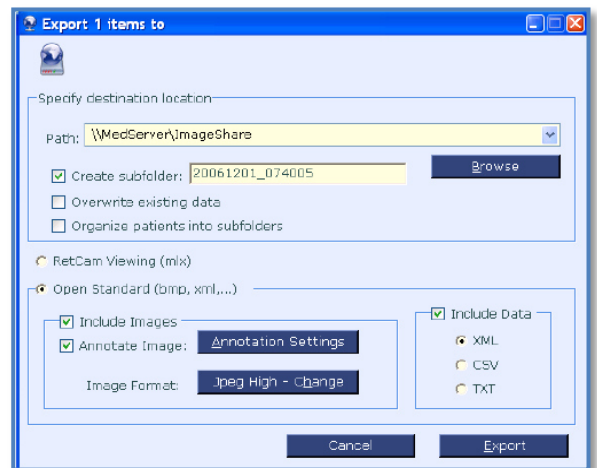 Export 1 items to
Specify destination location
Path: \\MedServer\ImageShare
Create subfolder: 20061201_074005
Browse
Overwrite existing data
Organize patients into subfolders
RetCam Viewing (mlx)
Open Standard (bmp, xml,...)
Include Images
Include Data
Annotate Image: Annotation Settings
XML
CSV
Image Format: Jpeg High - Change
TXT
Cancel
Export